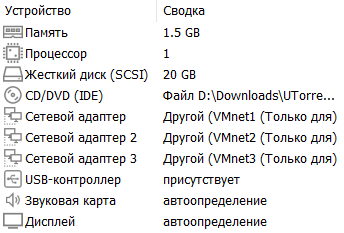 Устройство Сводка
Память 1.5 GB
Процессор 1
Жесткий диск (SCSI) 20 GB
CD/DVD (IDE) Файл D:\Downloads\UTorre...
Сетевой адаптер Другой (VMnet1 (Только для)
Сетевой адаптер 2 Другой (VMnet2 (Только для)
Сетевой адаптер 3 Другой (VMnet3 (Только для)
USB-контроллер присутствует
Звуковая карта автоопределение
Дисплей автоопределение